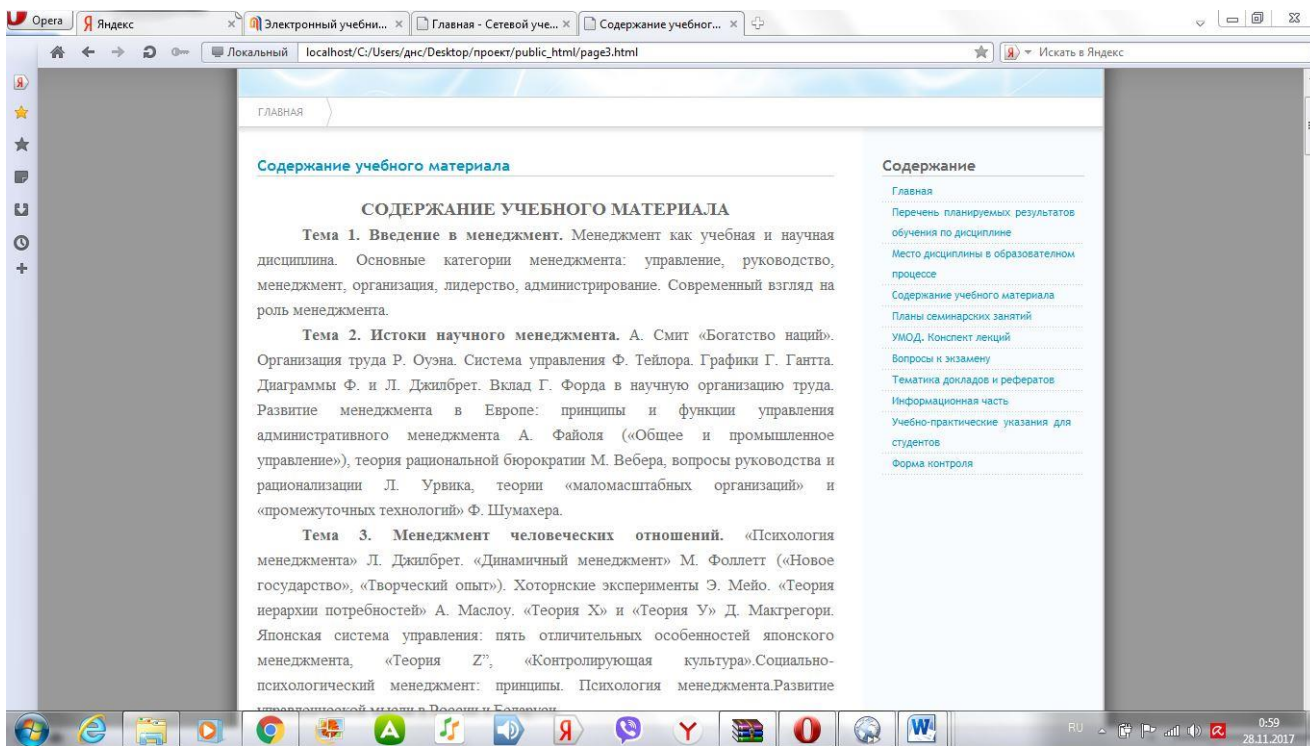 Opera
Яндекс
Электронный учебни...
Главная - Сетевой уче...
Содержание учебног...
Локальный
localhost/C:/Users/днс/Desktop/проект/public_html/page3.html
Искать в Яндекс
ГЛАВНАЯ
Содержание учебного материала
СОДЕРЖАНИЕ УЧЕБНОГО МАТЕРИАЛА
Тема 1. Введение в менеджмент. Менеджмент как учебная и научная
дисциплина. Основные категории менеджмента: управление, руководство,
менеджмент, организация, лидерство, администрирование. Современный взгляд на
роль менеджмента.
Тема 2. Истоки научного менеджмента. А. Смит «Богатство наций».
Организация труда Р. Оуэна. Система управления Ф. Тейлора. Графики Г. Гантта.
Диаграммы Ф. и Л. Джилбрет. Вклад Г. Форда в научную организацию труда.
Развитие менеджмента в Европе: принципы и функции управления
административного менеджмента А. Файоля («Общее и промышленное
управление»), теория рациональной бюрократии М. Вебера, вопросы руководства и
рационализации Л. Урвика, теории «маломасштабных организаций» и
«промежуточных технологий» Ф. Шумахера.
Тема 3. Менеджмент человеческих отношений. «Психология
менеджмента» Л. Джилбрет. «Динамичный менеджмент» М. Фоллетт («Новое
государство», «Творческий опыт»). Хоторнские эксперименты Э. Мейо. «Теория
иерархии потребностей» А. Маслоу. «Теория X» и «Теория У» Д. Макгрегори.
Японская система управления: пять отличительных особенностей японского
менеджмента, «Теория Z”, «Контролирующая культура».Социально-
психологический менеджмент: принципы. Психология менеджмента.Развитие
управленческой мысли в России и Беларуси.
Содержание
Главная
Перечень планируемых результатов
обучения по дисциплине
Место дисциплины в образовательном
процессе
Содержание учебного материала
Планы семинарских занятий
УМОД. Конспект лекций
Вопросы к экзамену
Тематика докладов и рефератов
Информационная часть
Учебно-практические указания для
студентов
Форма контроля
RU
0:59
28.11.2017